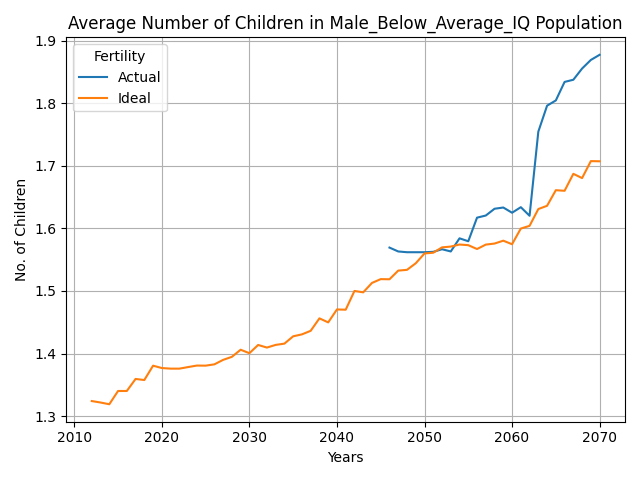 Average Number of Children in Male_Below_Average_IQ Population
Fertility
Actual
Ideal
No. of Children
1.9
1.8
1.7
1.6
1.5
1.4
1.3
2010 2020 2030 2040 2050 2060 2070
Years